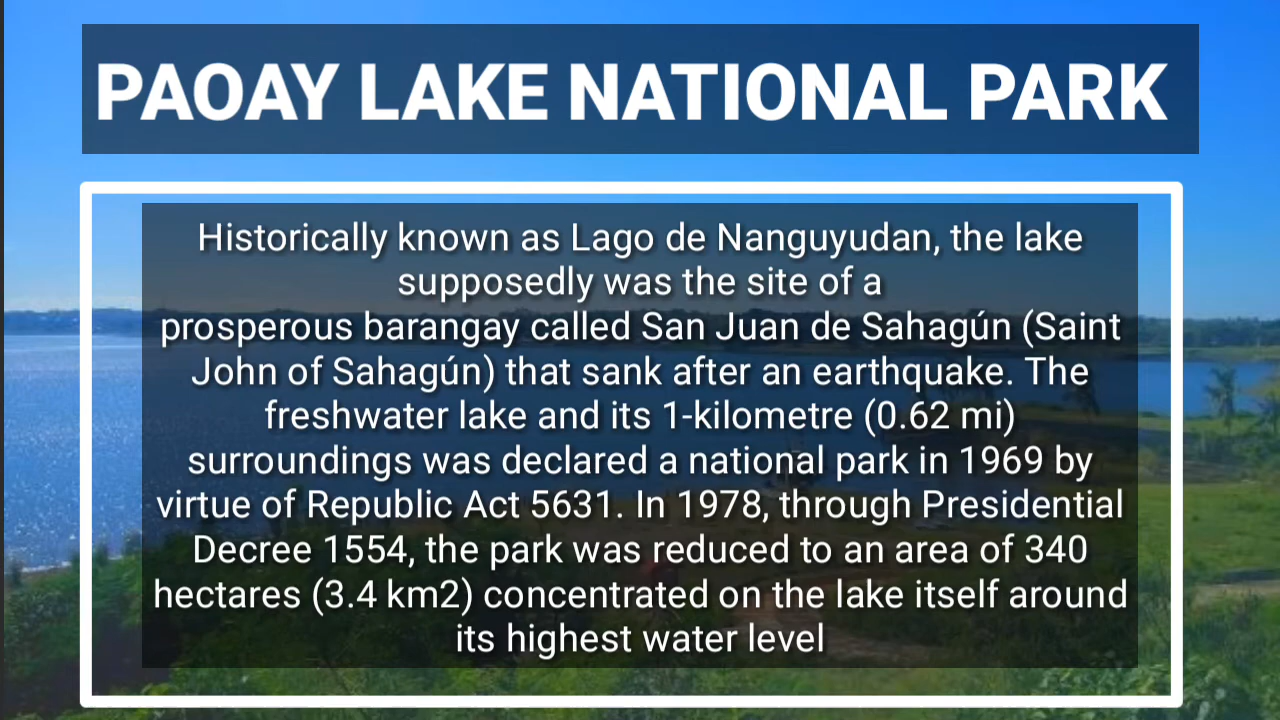 PAOAY LAKE NATIONAL PARK
Historically known as Lago de Nanguyudan, the lake
supposedly was the site of a
prosperous barangay called San Juan de Sahagún (Saint
John of Sahagún) that sank after an earthquake. The
freshwater lake and its 1-kilometre (0.62 mi)
surroundings was declared a national park in 1969 by
virtue of Republic Act 5631. In 1978, through Presidential
Decree 1554, the park was reduced to an area of 340
hectares (3.4 km2) concentrated on the lake itself around
its highest water level